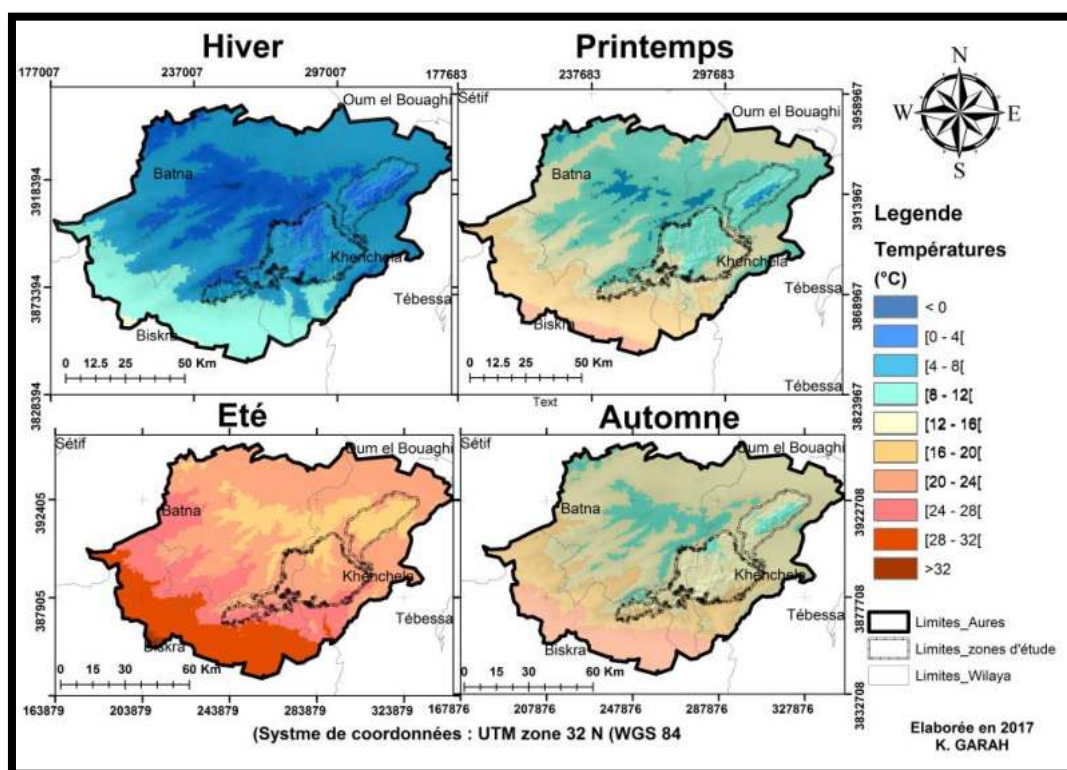 Hiver
177007
237007
297007
3918394
3873394
3828394
Oum el Bouaghi
Batna
Khenchela
Tébessa
Biskra
0 12.5 25 50 Km
Printemps
177683
237683
297683
3958967
3913967
3868967
3823967
Sétif
Oum el Bouaghi
Batna
Khenchela
Tébessa
Biskra
0 12.5 25 50 Km
Tébessa
Text
Eté
Sétif
Oum el Bouaghi
392405
387905
Batna
Khenchela
Tébessa
Biskra
0 15 30 60 Km
163879
203879
243879
283879
323879
Automne
Sétif
Oum el Bouaghi
Batna
Khenchela
Tébessa
Biskra
0 15 30 60 Km
3922708
3877708
3832708
207876
247876
287876
327876
(Systme de coordonnées : UTM zone 32 N (WGS 84
N
W
E
S
Legende
Températures
(°C)
< 0
[0 - 4[
[4 - 8[
[8 - 12[
[12 - 16[
[16 - 20[
[20 - 24[
[24 - 28[
[28 - 32[
>32
Limites_Aures
Limites_zones d'étude
Limites_Wilaya
Elaborée en 2017
K. GARAH